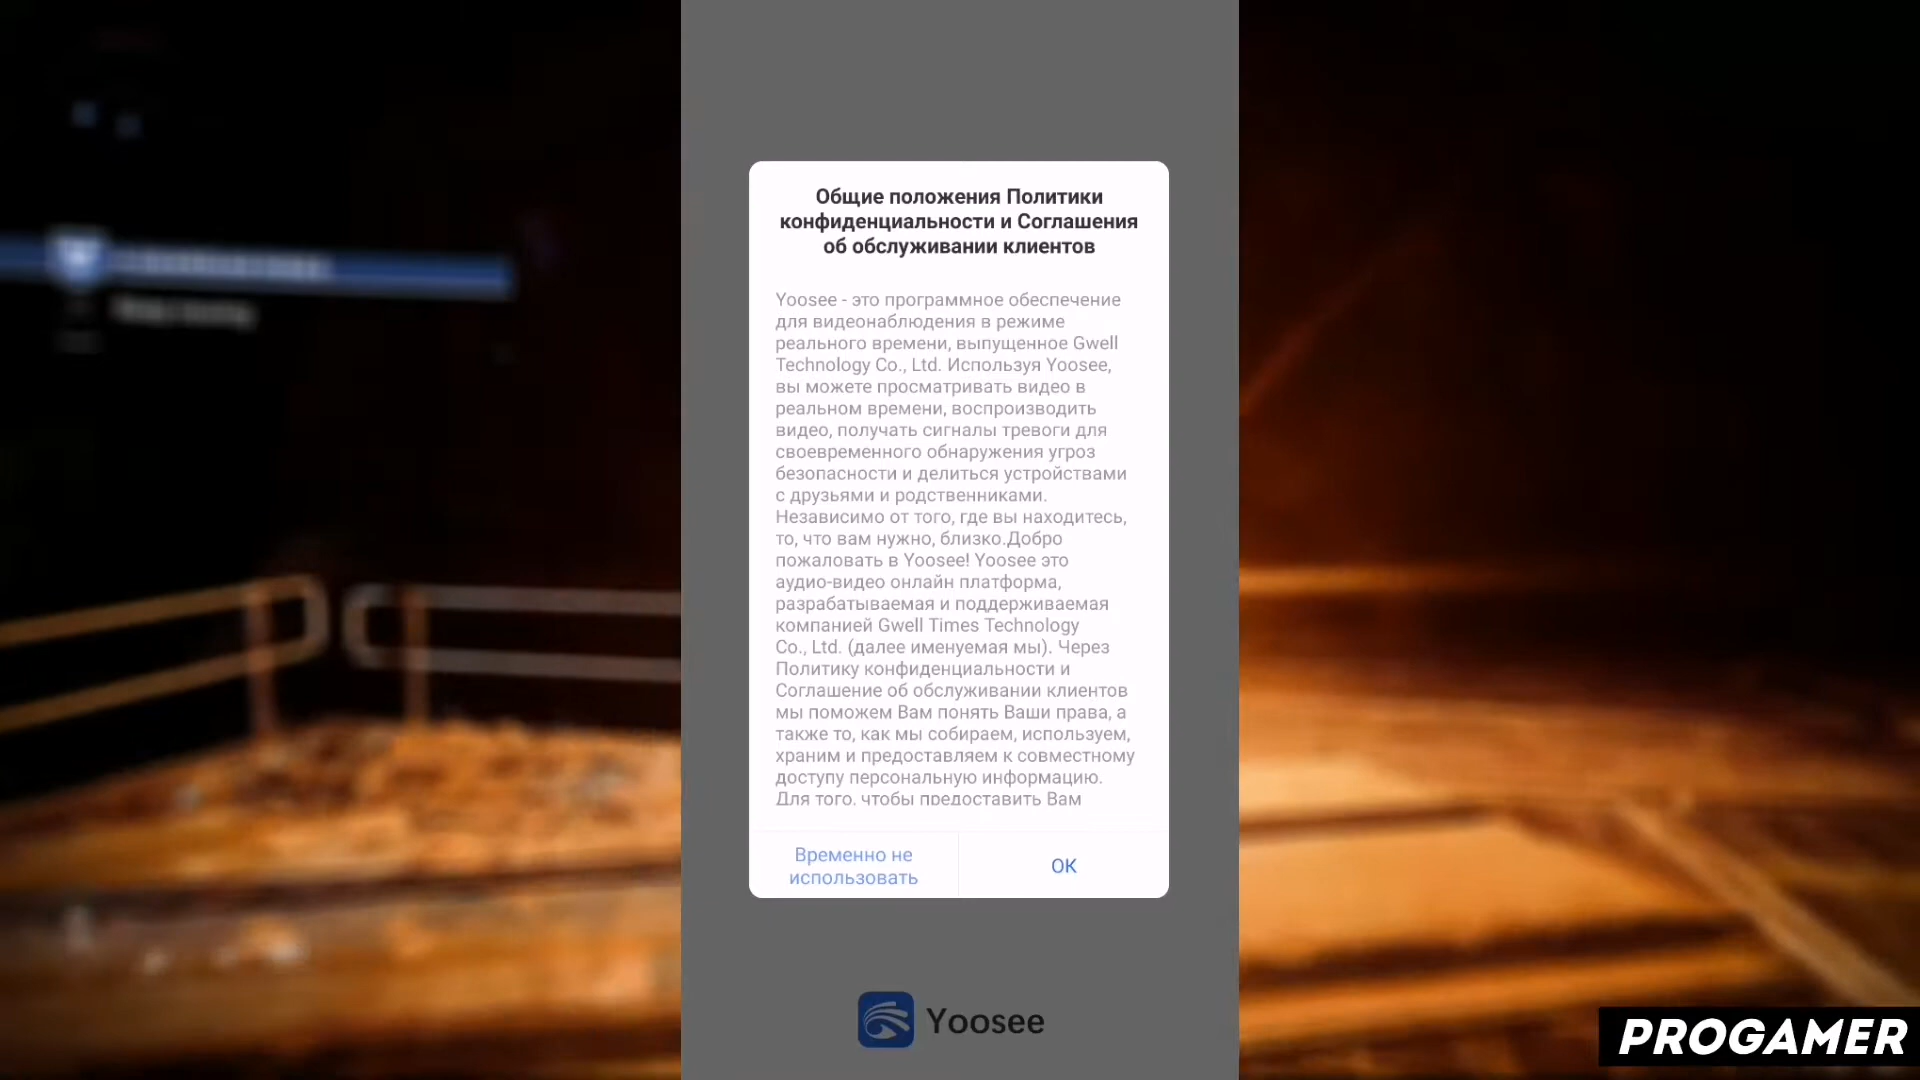 Общие положения Политики
конфиденциальности и Соглашения
об обслуживании клиентов
Yoosee - это программное обеспечение
для видеонаблюдения в режиме
реального времени, выпущенное Gwell
Technology Co., Ltd. Используя Yoosee,
вы можете просматривать видео в
реальном времени, воспроизводить
видео, получать сигналы тревоги для
своевременного обнаружения угроз
безопасности и делиться устройствами
с друзьями и родственниками.
Независимо от того, где вы находитесь,
то, что вам нужно, близко.Добро
пожаловать в Yoosee! Yoosee это
аудио-видео онлайн платформа,
разрабатываемая и поддерживаемая
компанией Gwell Times Technology
Co., Ltd. (далее именуемая мы). Через
Политику конфиденциальности и
Соглашение об обслуживании клиентов
мы поможем Вам понять Ваши права, а
также то, как мы собираем, используем,
храним и предоставляем к совместному
доступу персональную информацию.
Для того, чтобы предоставить Вам
Временно не
использовать
ОК
Yoosee
PROGAMER